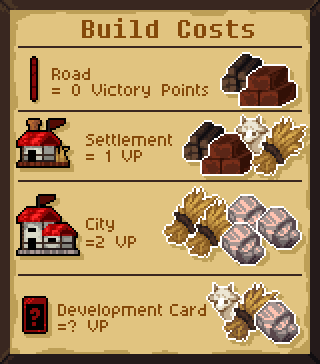 Build Costs
Road
= 0 Victory Points
Settlement
= 1 VP
City
=2 VP
?
Development Card
=? VP